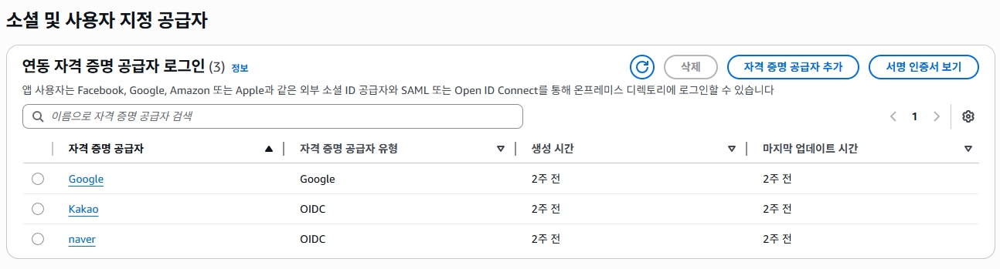 소셜 및 사용자 지정 공급자
연동 자격 증명 공급자 로그인 (3) 정보
삭제
자격 증명 공급자 추가
서명 인증서 보기
앱 사용자는 Facebook, Google, Amazon 또는 Apple과 같은 외부 소셜 ID 공급자와 SAML 또는 Open ID Connect를 통해 온프레미스 디렉토리에 로그인할 수 있습니다
이름으로 자격 증명 공급자 검색
1
자격 증명 공급자 자격 증명 공급자 유형 생성 시간 마지막 업데이트 시간
Google Google 2주 전 2주 전
Kakao OIDC 2주 전 2주 전
naver OIDC 2주 전 2주 전